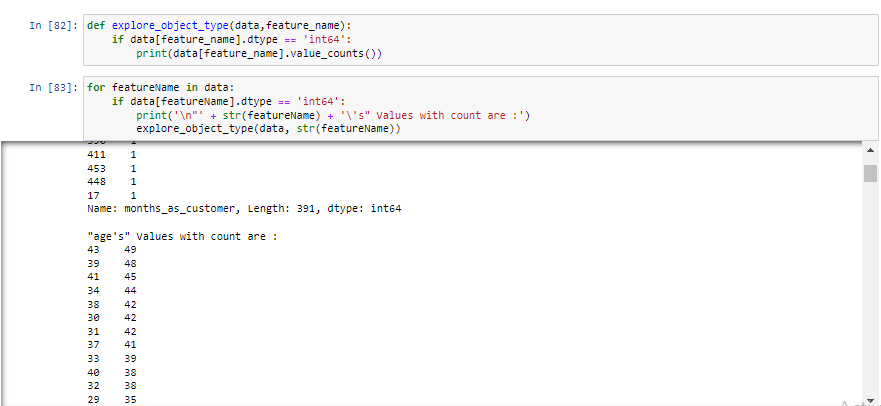 In [82]: def explore_object_type(data,feature_name):
    if data[feature_name].dtype == 'int64':
        print(data[feature_name].value_counts())
In [83]: for featureName in data:
    if data[featureName].dtype == 'int64':
        print('\n"' + str(featureName) + '\'s" Values with count are :')
        explore_object_type(data, str(featureName))
411    1
453    1
448    1
17     1
Name: months_as_customer, Length: 391, dtype: int64
"age's" Values with count are :
43    49
39    48
41    45
34    44
38    42
30    42
31    42
37    41
33    39
40    38
32    38
29    35